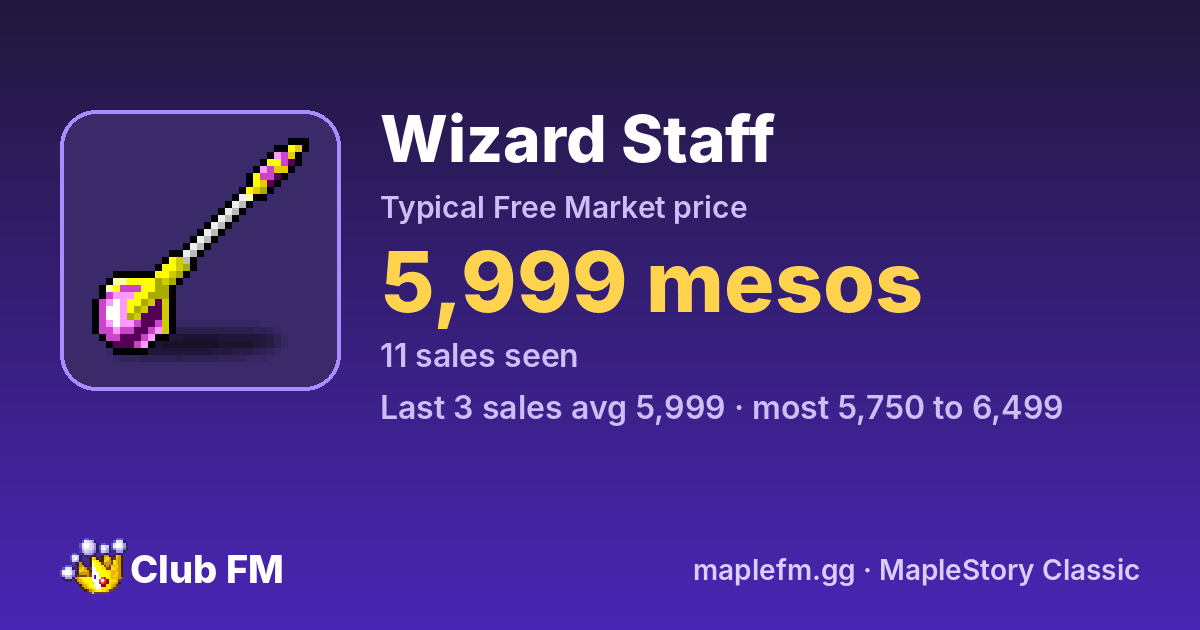 Wizard Staff
Typical Free Market price
5,999 mesos
11 sales seen
Last 3 sales avg 5,999 · most 5,750 to 6,499
Club FM
maplefm.gg · MapleStory Classic